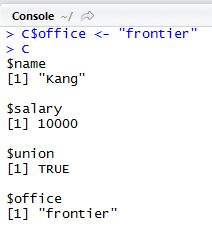 Console ~/
> C$office <- "frontier"
> C
$name
[1] "Kang"
$salary
[1] 10000
$union
[1] TRUE
$office
[1] "frontier"